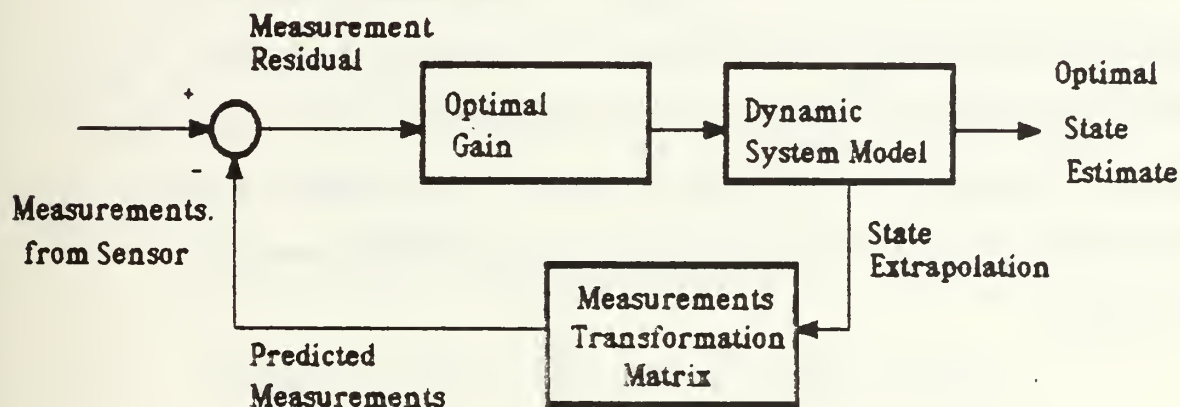 Measurement
Residual
+
-
Optimal
Gain
Dynamic
System Model
Optimal
State
Estimate
Measurements.
from Sensor
State
Extrapolation
Measurements
Transformation
Matrix
Predicted
Measurements